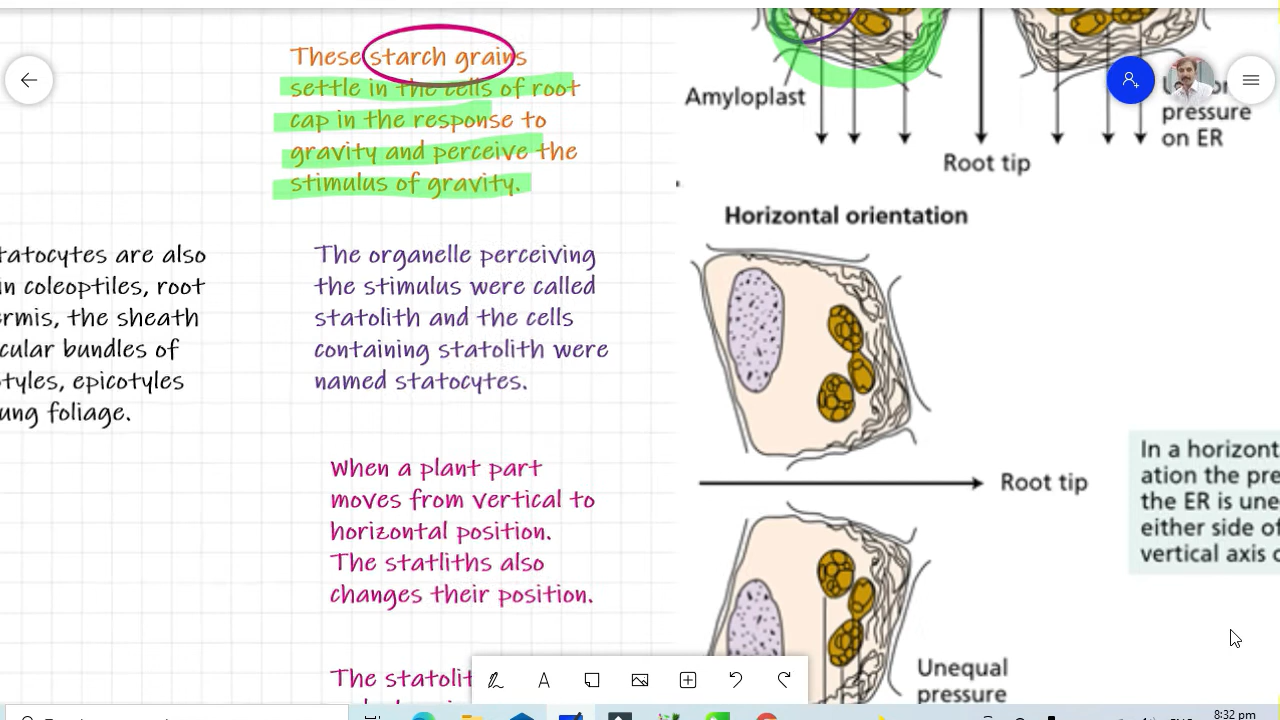 These starch grains
settle in the cells of root
cap in the response to
gravity and perceive the
stimulus of gravity.
tatocytes are also
in coleoptiles, root
ermis, the sheath
cular bundles of
tyles, epicotyles
ung foliage.
The organelle perceiving
the stimulus were called
statolith and the cells
containing statolith were
named statocytes.
When a plant part
moves from vertical to
horizontal position.
The statliths also
changes their position.
The statolit
Amyloplast
pressure
on ER
Root tip
Horizontal orientation
Root tip
In a horizont
ation the pre
the ER is une
either side of
vertical axis o
Unequal
pressure
8:32 pm